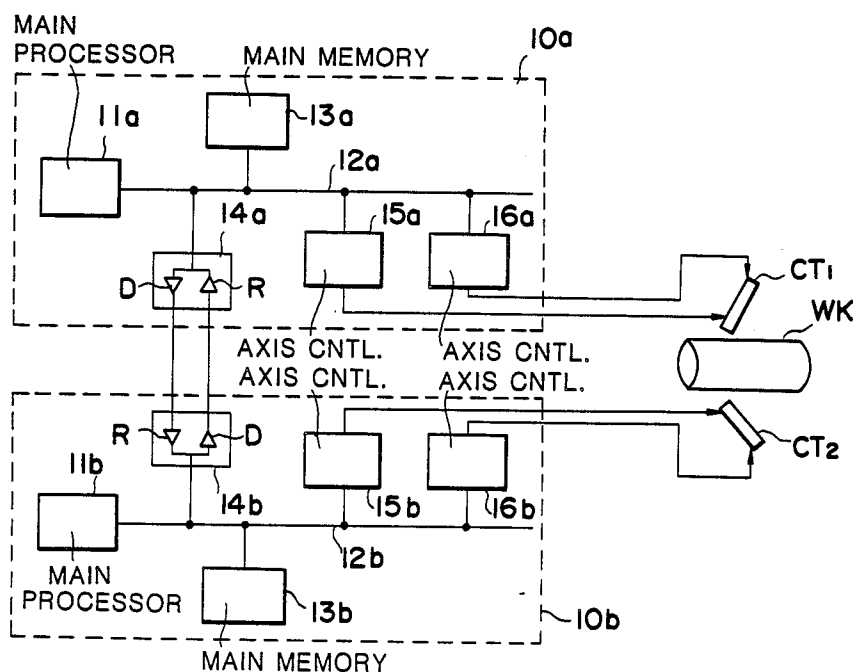 MAIN
PROCESSOR
MAIN MEMORY
10a
11a
13a
12a
14a
15a
16a
D
R
CT1
WK
AXIS CNTL.
AXIS CNTL.
AXIS CNTL.
AXIS CNTL.
R
D
CT2
11b
14b
15b
16b
12b
MAIN
PROCESSOR
13b
10b
MAIN MEMORY